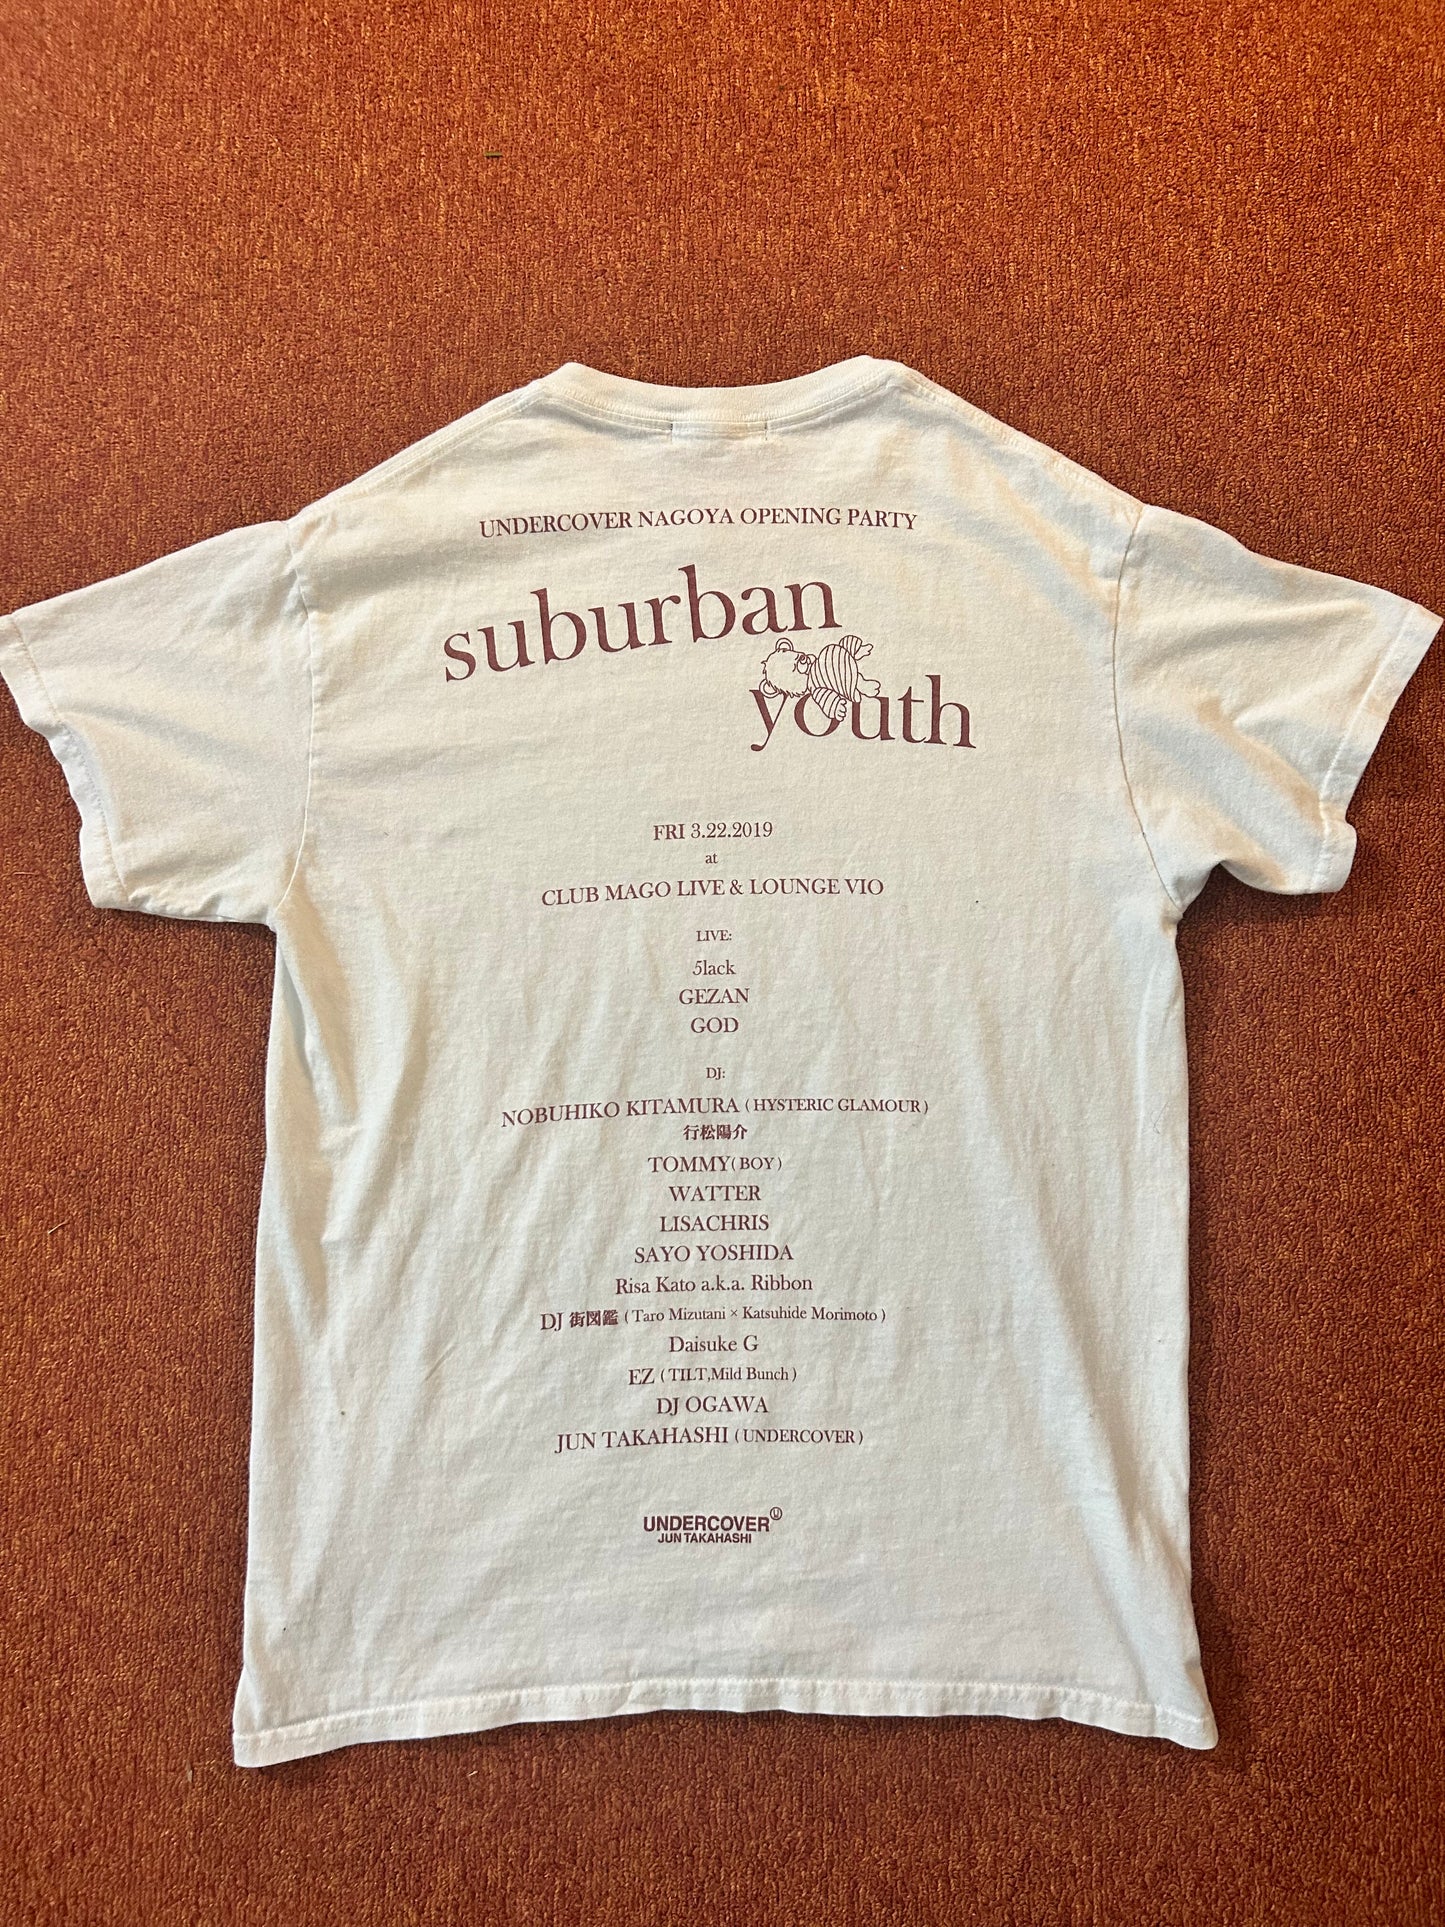 UNDERCOVER NAGOYA OPENING PARTY
suburban
youth
FRI 3.22.2019
at
CLUB MAGO LIVE & LOUNGE VIO
LIVE:
5lack
GEZAN
GOD
DJ:
NOBUHIKO KITAMURA ( HYSTERIC GLAMOUR )
行松陽介
TOMMY( BOY )
WATTER
LISACHRIS
SAYO YOSHIDA
Risa Kato a.k.a. Ribbon
DJ 街図鑑 ( Taro Mizutani × Katsuhide Morimoto )
Daisuke G
EZ ( TILT,Mild Bunch )
DJ OGAWA
JUN TAKAHASHI ( UNDERCOVER )
UNDERCOVER Ⓤ
JUN TAKAHASHI